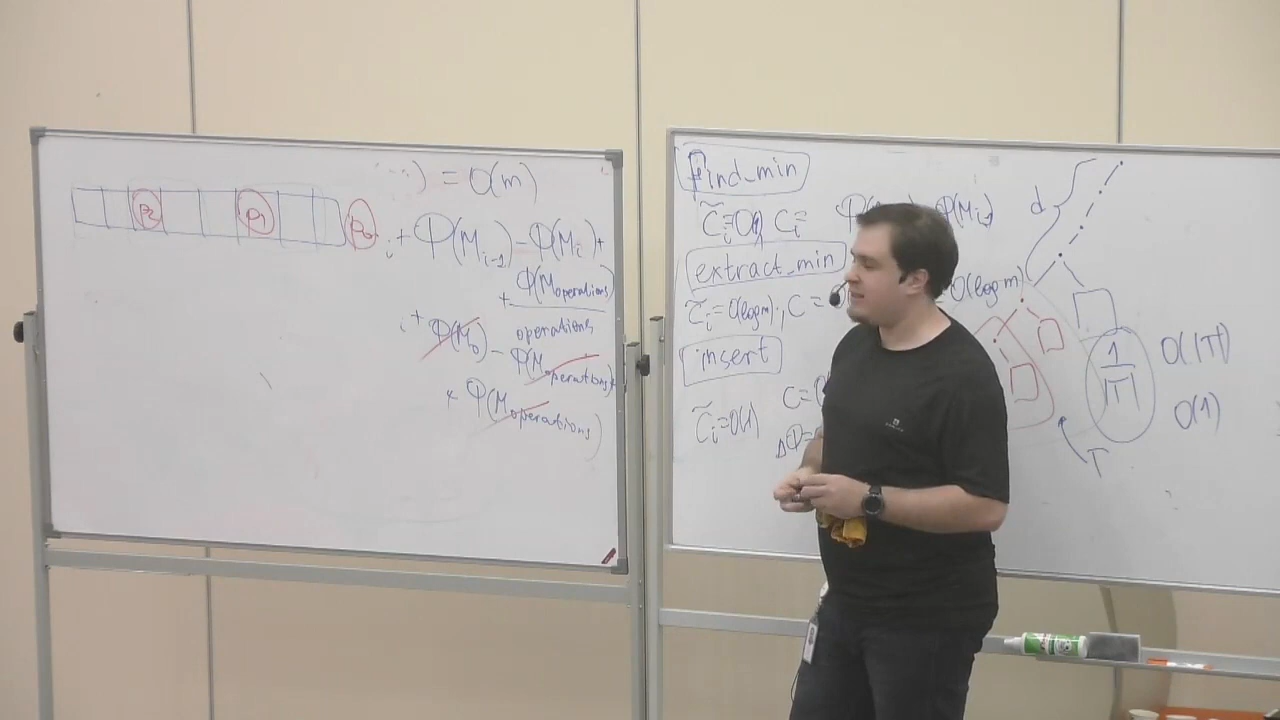 ) = O(m)
p₂ p₁ p₀
i + Φ(M_{i-1}) - Φ(M_i) +
+ Φ(M_operations)
operations
i + Φ(M_0) - Φ(M_operations) +
+ Φ(M_operations)
find_min
C̃_i = O(1) C_i =
extract_min
C̃_i = O(log m), C =
O(log m)
insert
C̃_i = O(1)
C =
ΔΦ =
d
1
|T|
O(|T|)
O(1)
T